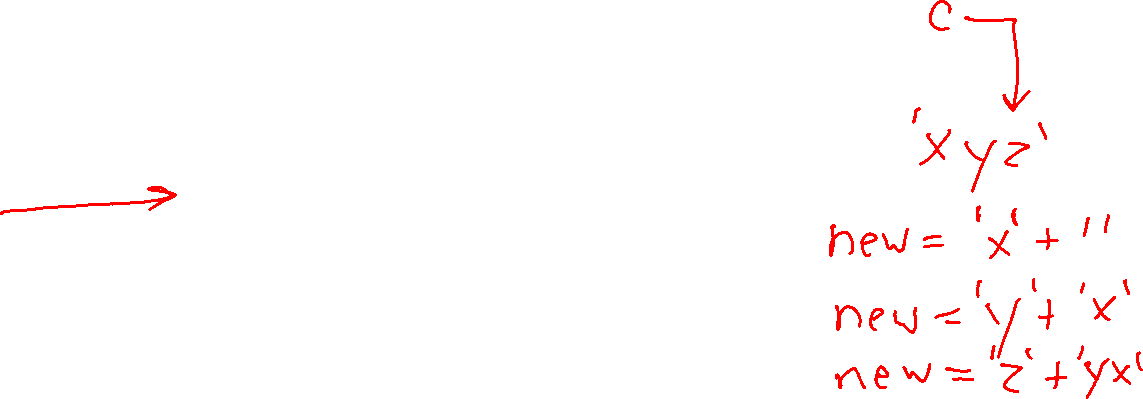 c
'xyz'
new = 'x' + ''
new = 'y' + 'x'
new = 'z' + 'yx'